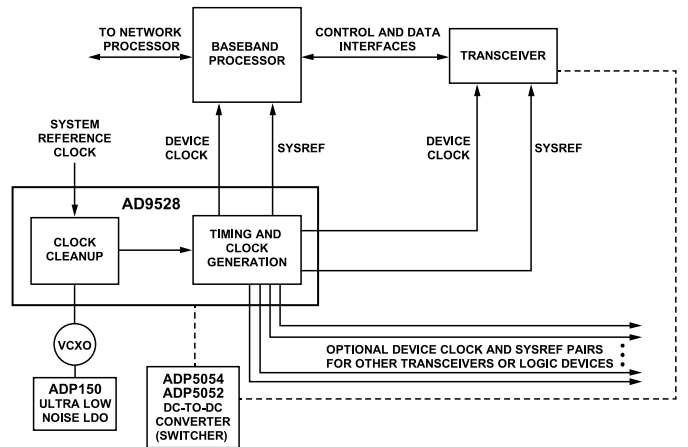 TO NETWORK
PROCESSOR
BASEBAND
PROCESSOR
CONTROL AND DATA
INTERFACES
TRANSCEIVER
SYSTEM
REFERENCE
CLOCK
DEVICE
CLOCK
SYSREF
DEVICE
CLOCK
SYSREF
AD9528
CLOCK
CLEANUP
TIMING AND
CLOCK
GENERATION
VCXO
OPTIONAL DEVICE CLOCK AND SYSREF PAIRS
FOR OTHER TRANSCEIVERS OR LOGIC DEVICES
ADP150
ULTRA LOW
NOISE LDO
ADP5054
ADP5052
DC-TO-DC
CONVERTER
(SWITCHER)